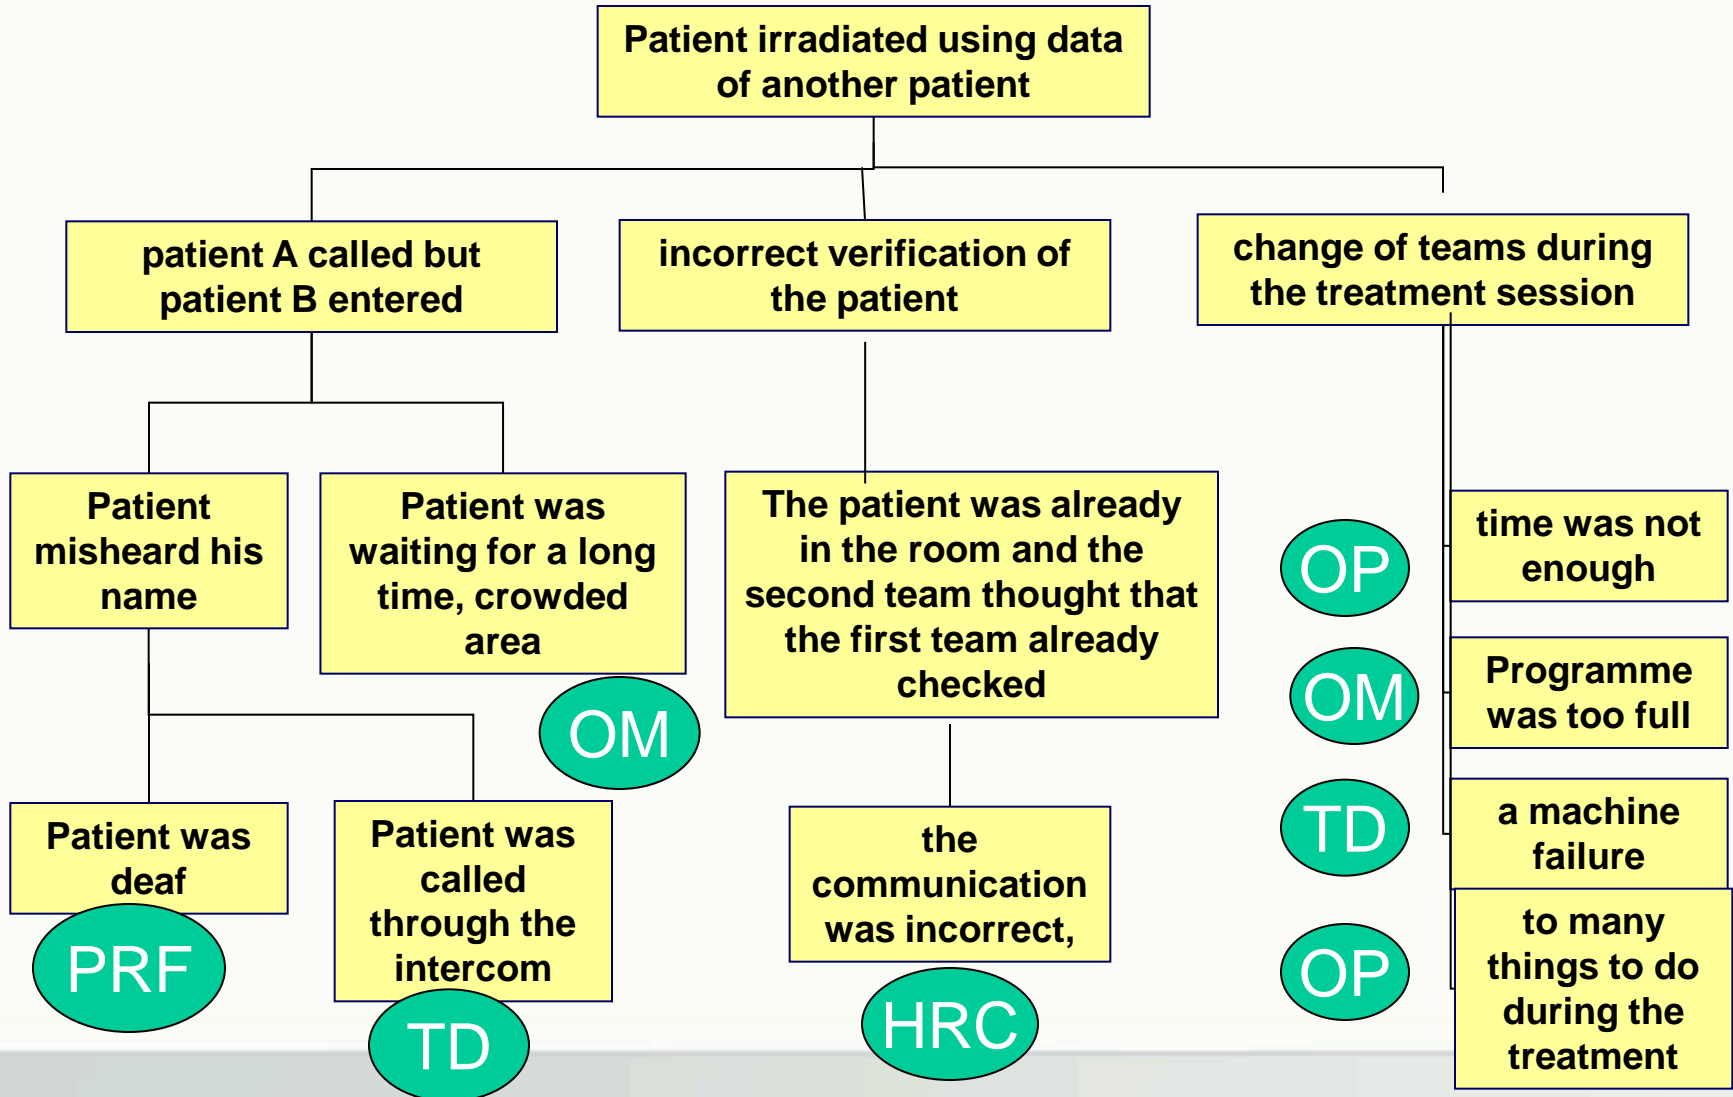 Patient irradiated using data
of another patient
patient A called but
patient B entered
incorrect verification of
the patient
change of teams during
the treatment session
Patient
misheard his
name
Patient was
waiting for a long
time, crowded
area
OM
The patient was already
in the room and the
second team thought that
the first team already
checked
OP
time was not
enough
OM
Programme
was too full
TD
a machine
failure
OP
to many
things to do
during the
treatment
Patient was
deaf
PRF
Patient was
called
through the
intercom
TD
the
communication
was incorrect,
HRC